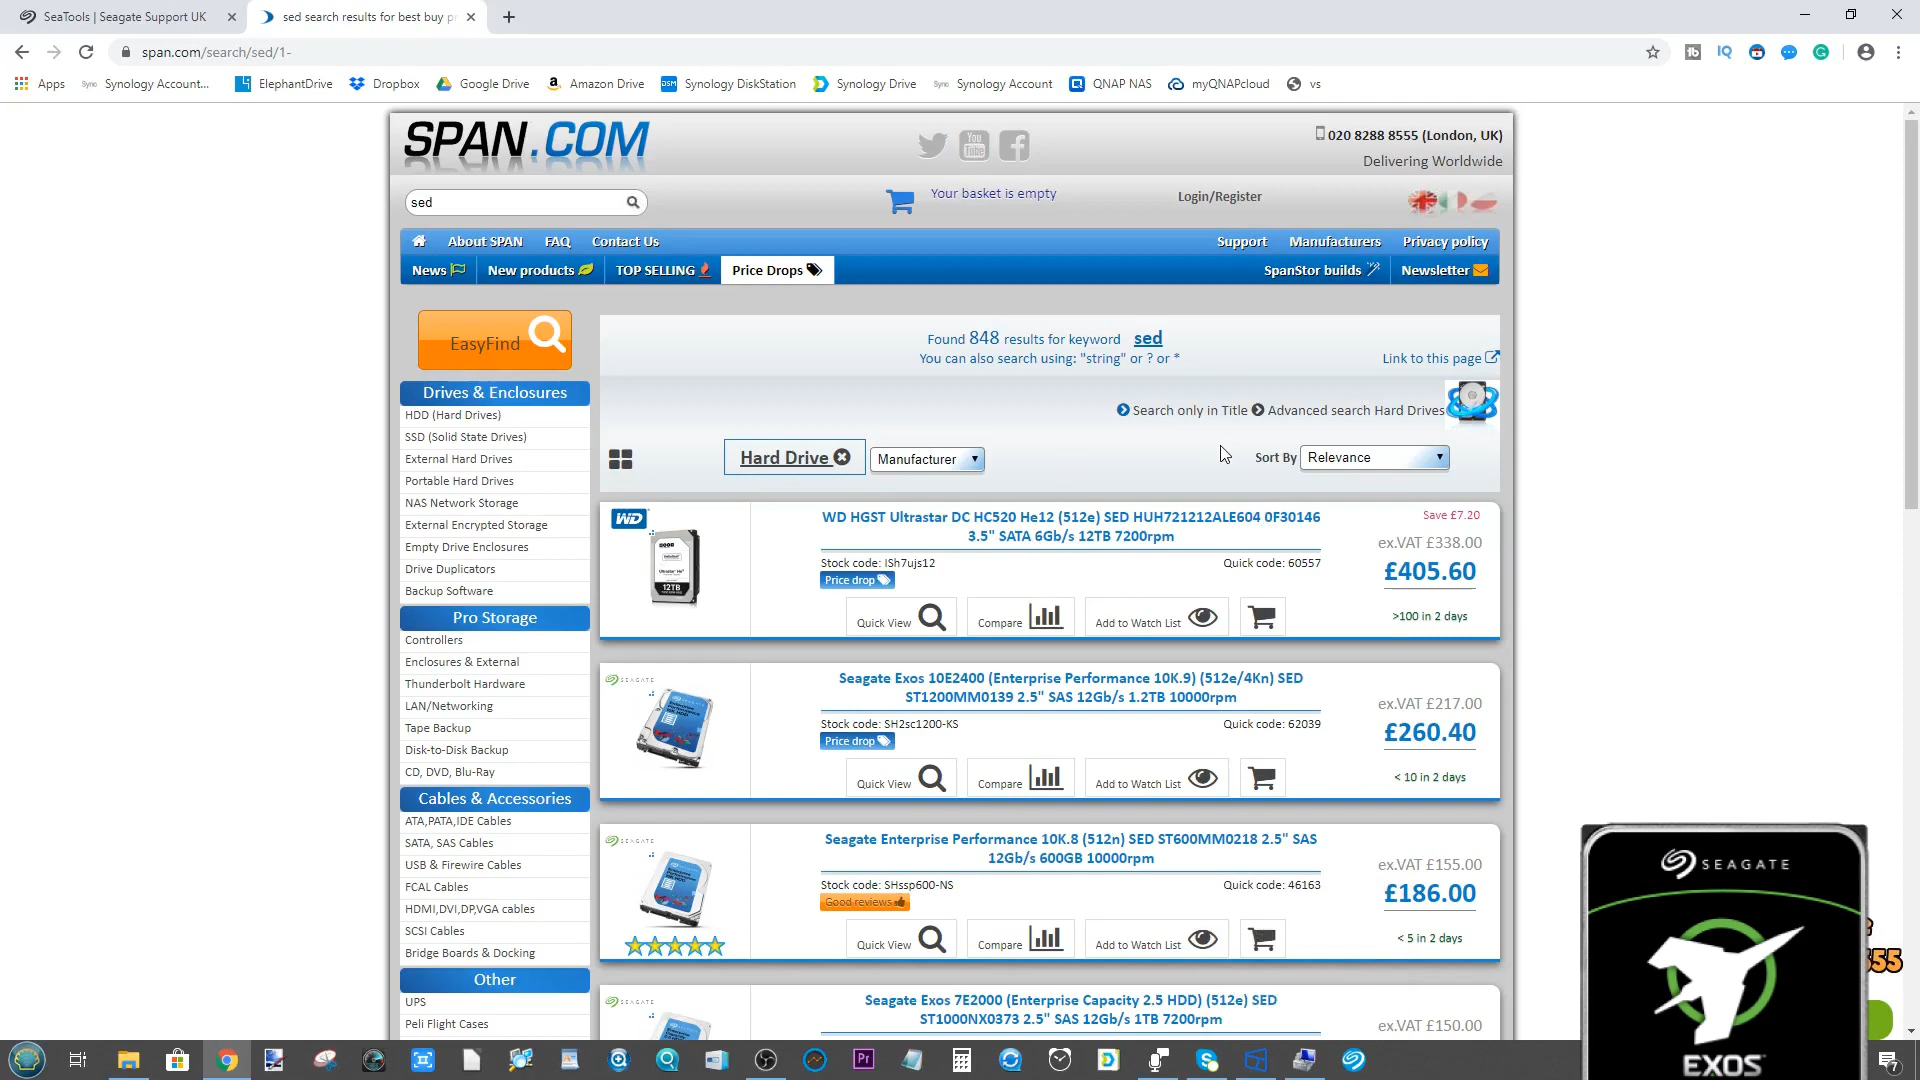 SeaTools | Seagate Support UK
sed search results for best buy pr
span.com/search/sed/1-
Apps
Sync
Synology Account...
ElephantDrive
Dropbox
Google Drive
Amazon Drive
DSM
Synology DiskStation
Synology Drive
Sync
Synology Account
QNAP NAS
myQNAPcloud
vs
SPAN.COM
You
Tube
020 8288 8555 (London, UK)
Delivering Worldwide
sed
Your basket is empty
Login/Register
About SPAN
FAQ
Contact Us
Support
Manufacturers
Privacy policy
News
New products
TOP SELLING
Price Drops
SpanStor builds
Newsletter
EasyFind
Found 848 results for keyword sed
You can also search using: "string" or ? or *
Link to this page
Search only in Title
Advanced search Hard Drives
Hard Drive
Manufacturer
Sort By
Relevance
Drives & Enclosures
HDD (Hard Drives)
SSD (Solid State Drives)
External Hard Drives
Portable Hard Drives
NAS Network Storage
External Encrypted Storage
Empty Drive Enclosures
Drive Duplicators
Backup Software
Pro Storage
Controllers
Enclosures & External
Thunderbolt Hardware
LAN/Networking
Tape Backup
Disk-to-Disk Backup
CD, DVD, Blu-Ray
Cables & Accessories
ATA,PATA,IDE Cables
SATA, SAS Cables
USB & Firewire Cables
FCAL Cables
HDMI,DVI,DP,VGA cables
SCSI Cables
Bridge Boards & Docking
Other
UPS
Peli Flight Cases
WD
12TB
WD HGST Ultrastar DC HC520 He12 (512e) SED HUH721212ALE604 0F30146
3.5" SATA 6Gb/s 12TB 7200rpm
Stock code: ISh7ujs12
Quick code: 60557
Price drop
Save £7.20
ex.VAT £338.00
£405.60
>100 in 2 days
Quick View
Compare
Add to Watch List
SEAGATE
Seagate Exos 10E2400 (Enterprise Performance 10K.9) (512e/4Kn) SED
ST1200MM0139 2.5" SAS 12Gb/s 1.2TB 10000rpm
Stock code: SH2sc1200-KS
Quick code: 62039
Price drop
ex.VAT £217.00
£260.40
< 10 in 2 days
Quick View
Compare
Add to Watch List
SEAGATE
Seagate Enterprise Performance 10K.8 (512n) SED ST600MM0218 2.5" SAS
12Gb/s 600GB 10000rpm
Stock code: SHssp600-NS
Quick code: 46163
Good reviews
ex.VAT £155.00
£186.00
< 5 in 2 days
Quick View
Compare
Add to Watch List
SEAGATE
Seagate Exos 7E2000 (Enterprise Capacity 2.5 HDD) (512e) SED
ST1000NX0373 2.5" SAS 12Gb/s 1TB 7200rpm
ex.VAT £150.00
SEAGATE
EXOS
555
Pr
7